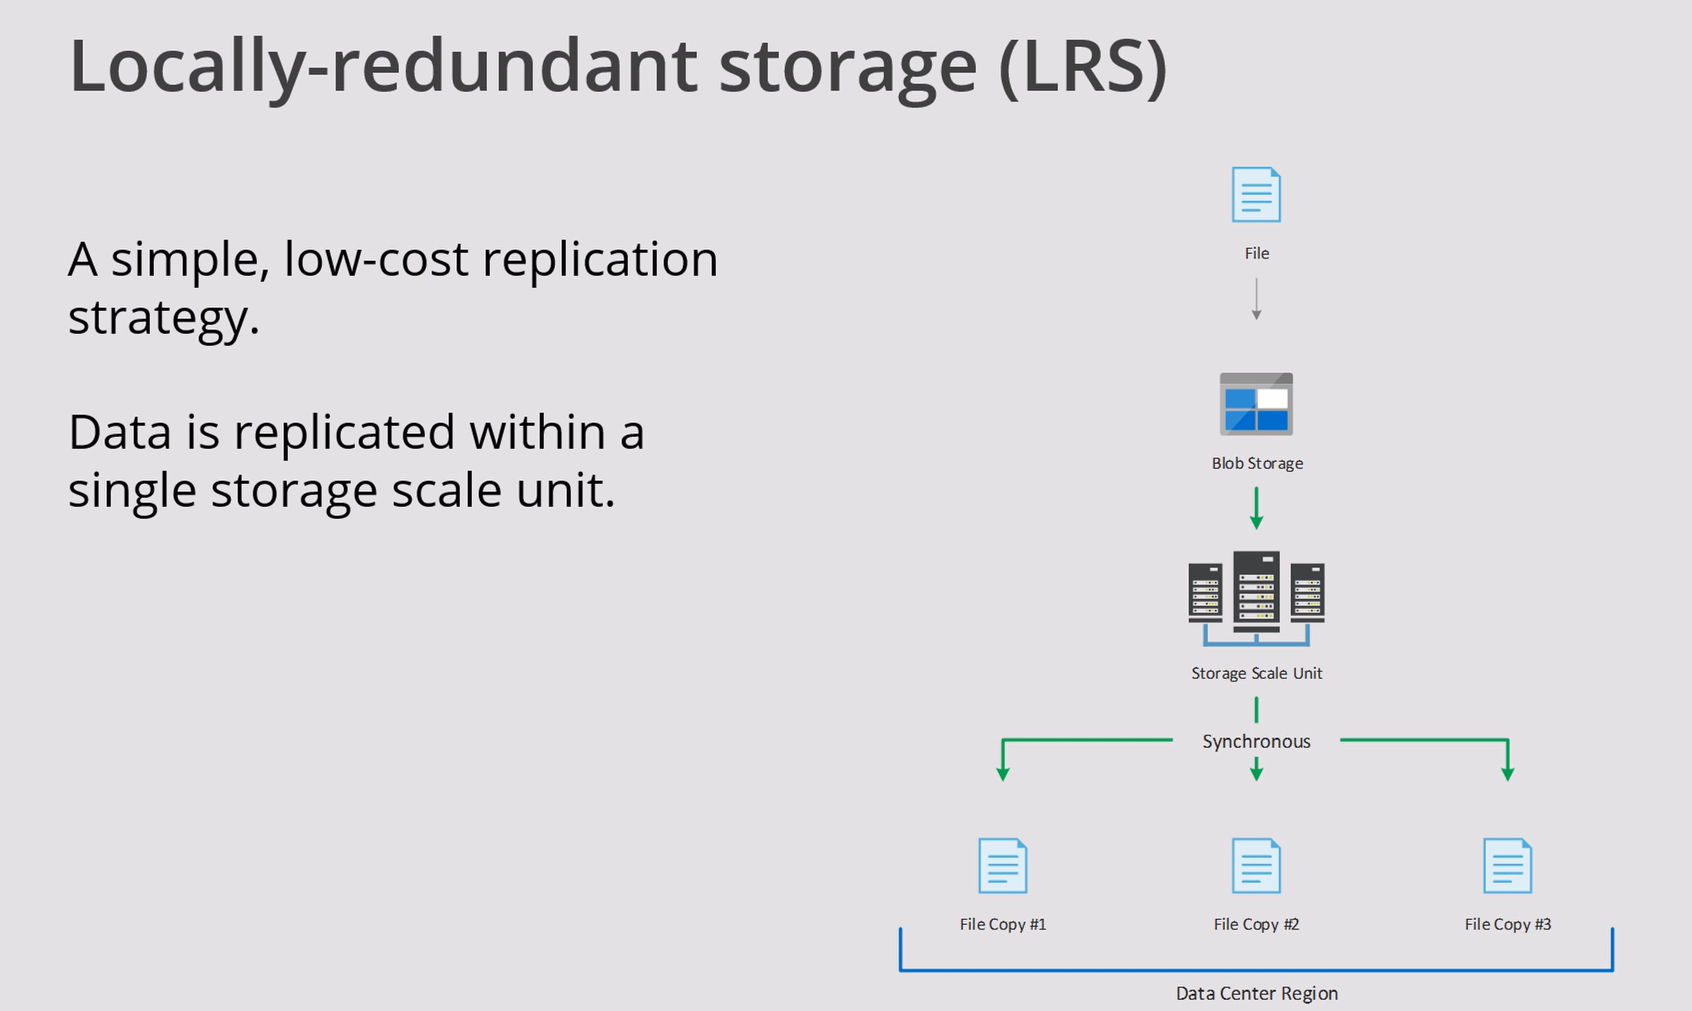 Locally-redundant storage (LRS)
A simple, low-cost replication
strategy.
Data is replicated within a
single storage scale unit.
File
Blob Storage
Storage Scale Unit
Synchronous
File Copy #1
File Copy #2
File Copy #3
Data Center Region